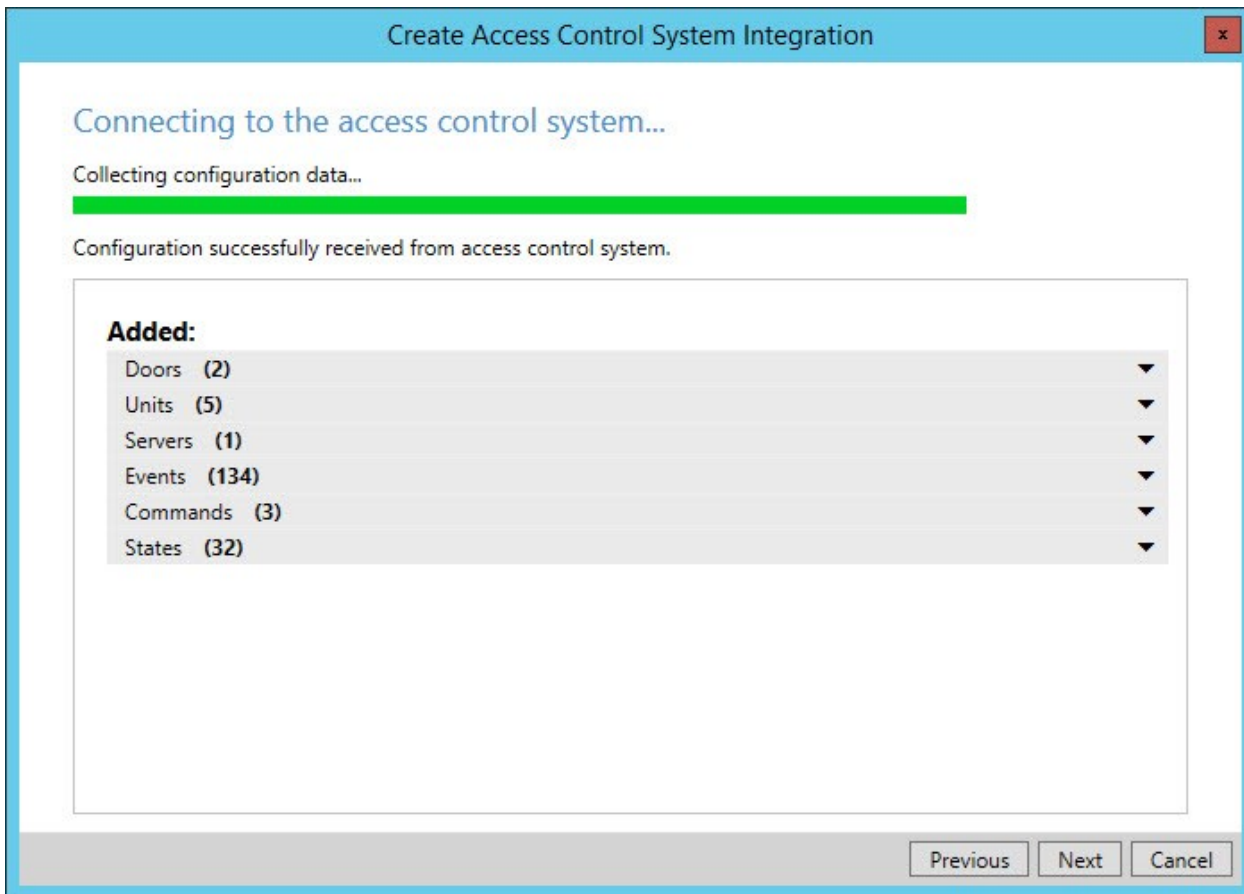 Create Access Control System Integration
x
Connecting to the access control system...
Collecting configuration data...
Configuration successfully received from access control system.
Added:
Doors (2)
Units (5)
Servers (1)
Events (134)
Commands (3)
States (32)
Previous Next Cancel